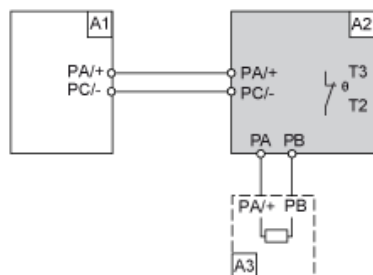 A1
A2
PA/+
PC/-
PA/+
PC/-
T3
θ
T2
PA PB
PA/+ PB
A3